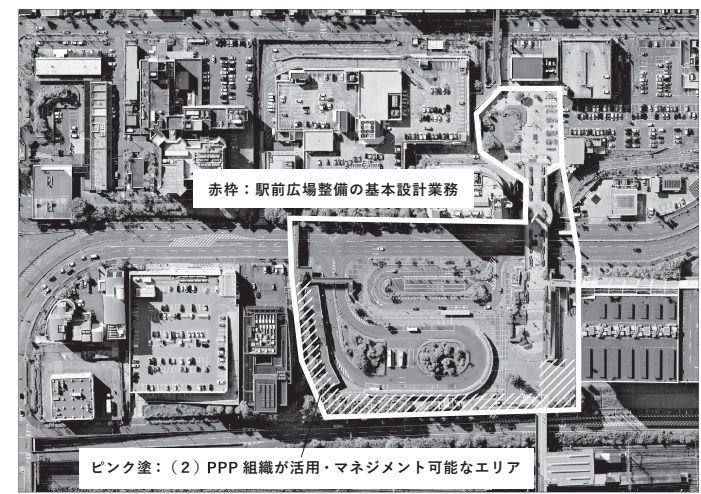 赤枠：駅前広場整備の基本設計業務
ピンク塗：（2）PPP 組織が活用・マネジメント可能なエリア